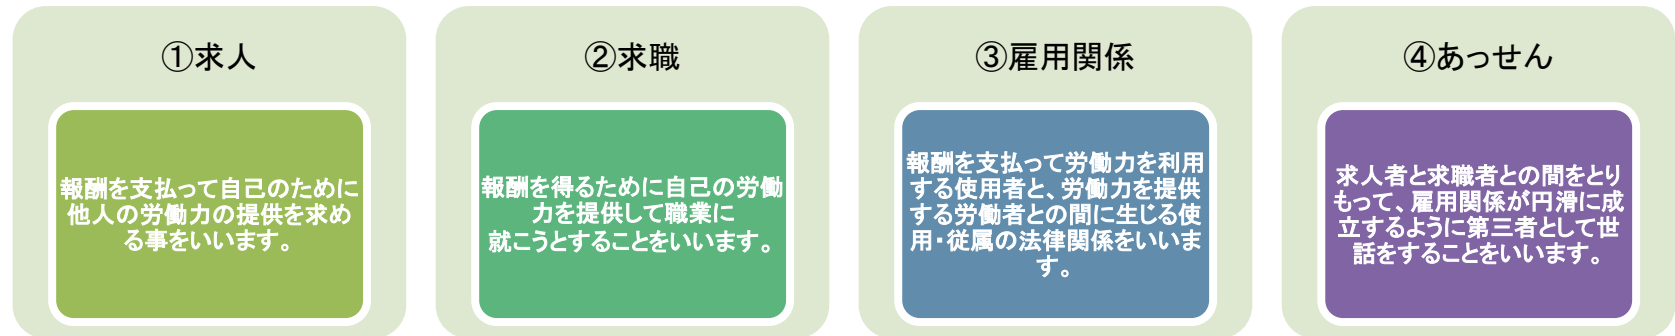 ①求人
報酬を支払って自己のために
他人の労働力の提供を求め
る事をいいます。
②求職
報酬を得るために自己の労働
力を提供して職業に
就こうとすることをいいます。
③雇用関係
報酬を支払って労働力を利用
する使用者と、労働力を提供
する労働者との間に生じる使
用・従属の法律関係をいいま
す。
④あっせん
求人者と求職者との間をとり
もって、雇用関係が円滑に成
立するように第三者として世
話をすることをいいます。